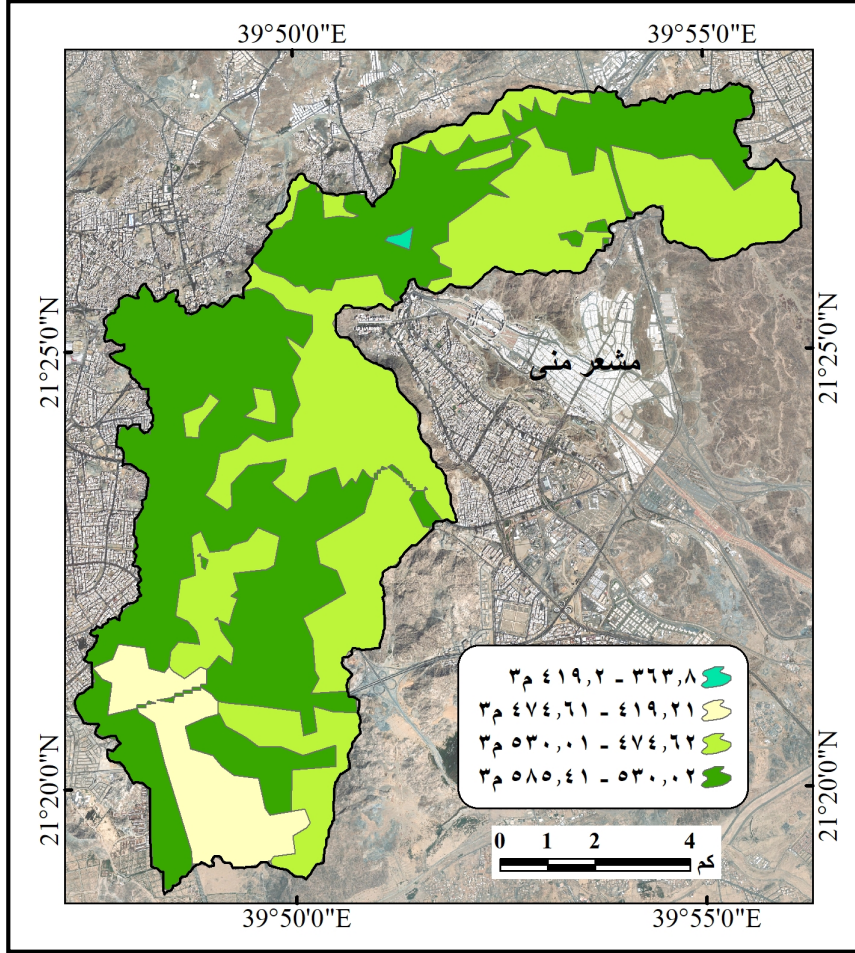 39°50'0"E 39°55'0"E
21°25'0"N 21°25'0"N
مشعر منى
٣٦٣,٨ - ٤١٩,٢ م٣
٤١٩,٢١ - ٤٧٤,٦١ م٣
٤٧٤,٦٢ - ٥٣٠,٠١ م٣
٥٣٠,٠٢ - ٥٨٥,٤١ م٣
21°20'0"N 21°20'0"N
0 1 2 4 كم
39°50'0"E 39°55'0"E